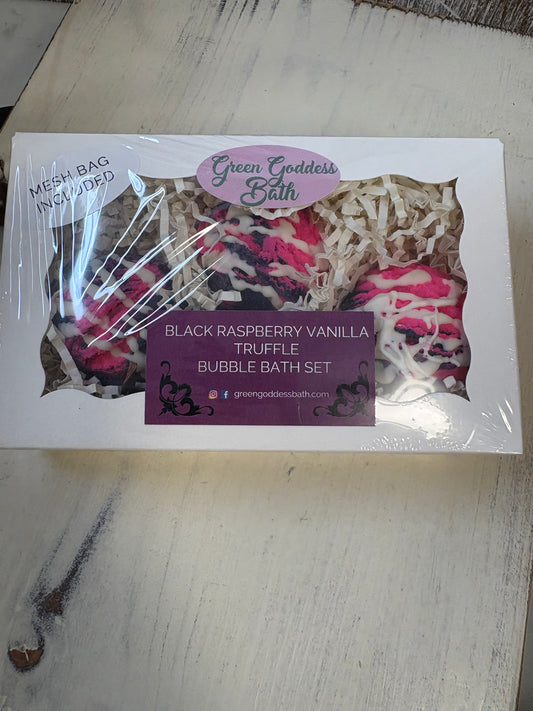 MESH BAG
INCLUDED
Green Goddess
Bath
BLACK RASPBERRY VANILLA
TRUFFLE
BUBBLE BATH SET
greengoddessbath.com